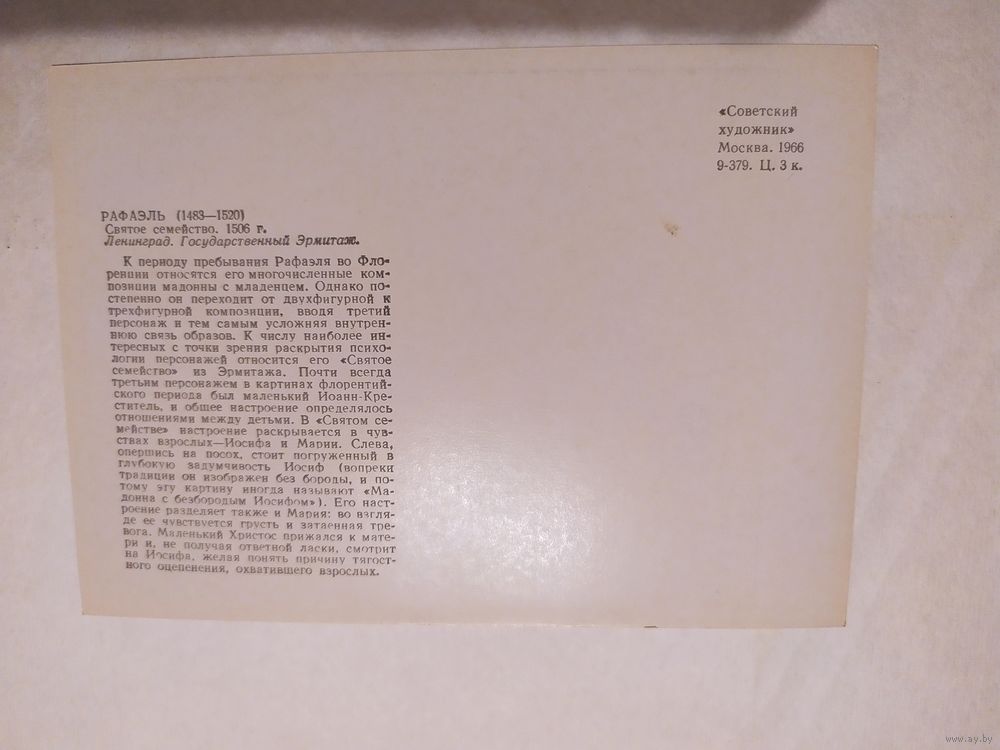 «Советский
художник»
Москва. 1966
9-379. Ц. 3 к.
РАФАЭЛЬ (1483—1520)
Святое семейство. 1506 г.
Ленинград. Государственный Эрмитаж.
К периоду пребывания Рафаэля во Фло-
ренции относятся его многочисленные ком-
позиции мадонны с младенцем. Однако по-
степенно он переходит от двухфигурной к
трехфигурной композиции, вводя третий
персонаж и тем самым усложняя внутрен-
нюю связь образов. К числу наиболее ин-
тересных с точки зрения раскрытия психо-
логии персонажей относится его «Святое
семейство» из Эрмитажа. Почти всегда
третьим персонажем в картинах флорентий-
ского периода был маленький Иоанн-Кре-
ститель, и общее настроение определялось
отношениями между детьми. В «Святом се-
мействе» настроение раскрывается в чув-
ствах взрослых—Иосифа и Марии. Слева,
опершись на посох, стоит погруженный в
глубокую задумчивость Иосиф (вопреки
традиции он изображен без бороды, и по-
тому эту картину иногда называют «Ма-
донна с безбородым Иосифом»). Его наст-
роение разделяет также и Мария: во взгля-
де ее чувствуется грусть и затаенная тре-
вога. Маленький Христос прижался к мате-
ри и, не получая ответной ласки, смотрит
на Иосифа, желая понять причину тягост-
ного оцепенения, охватившего взрослых.
www.ay.by